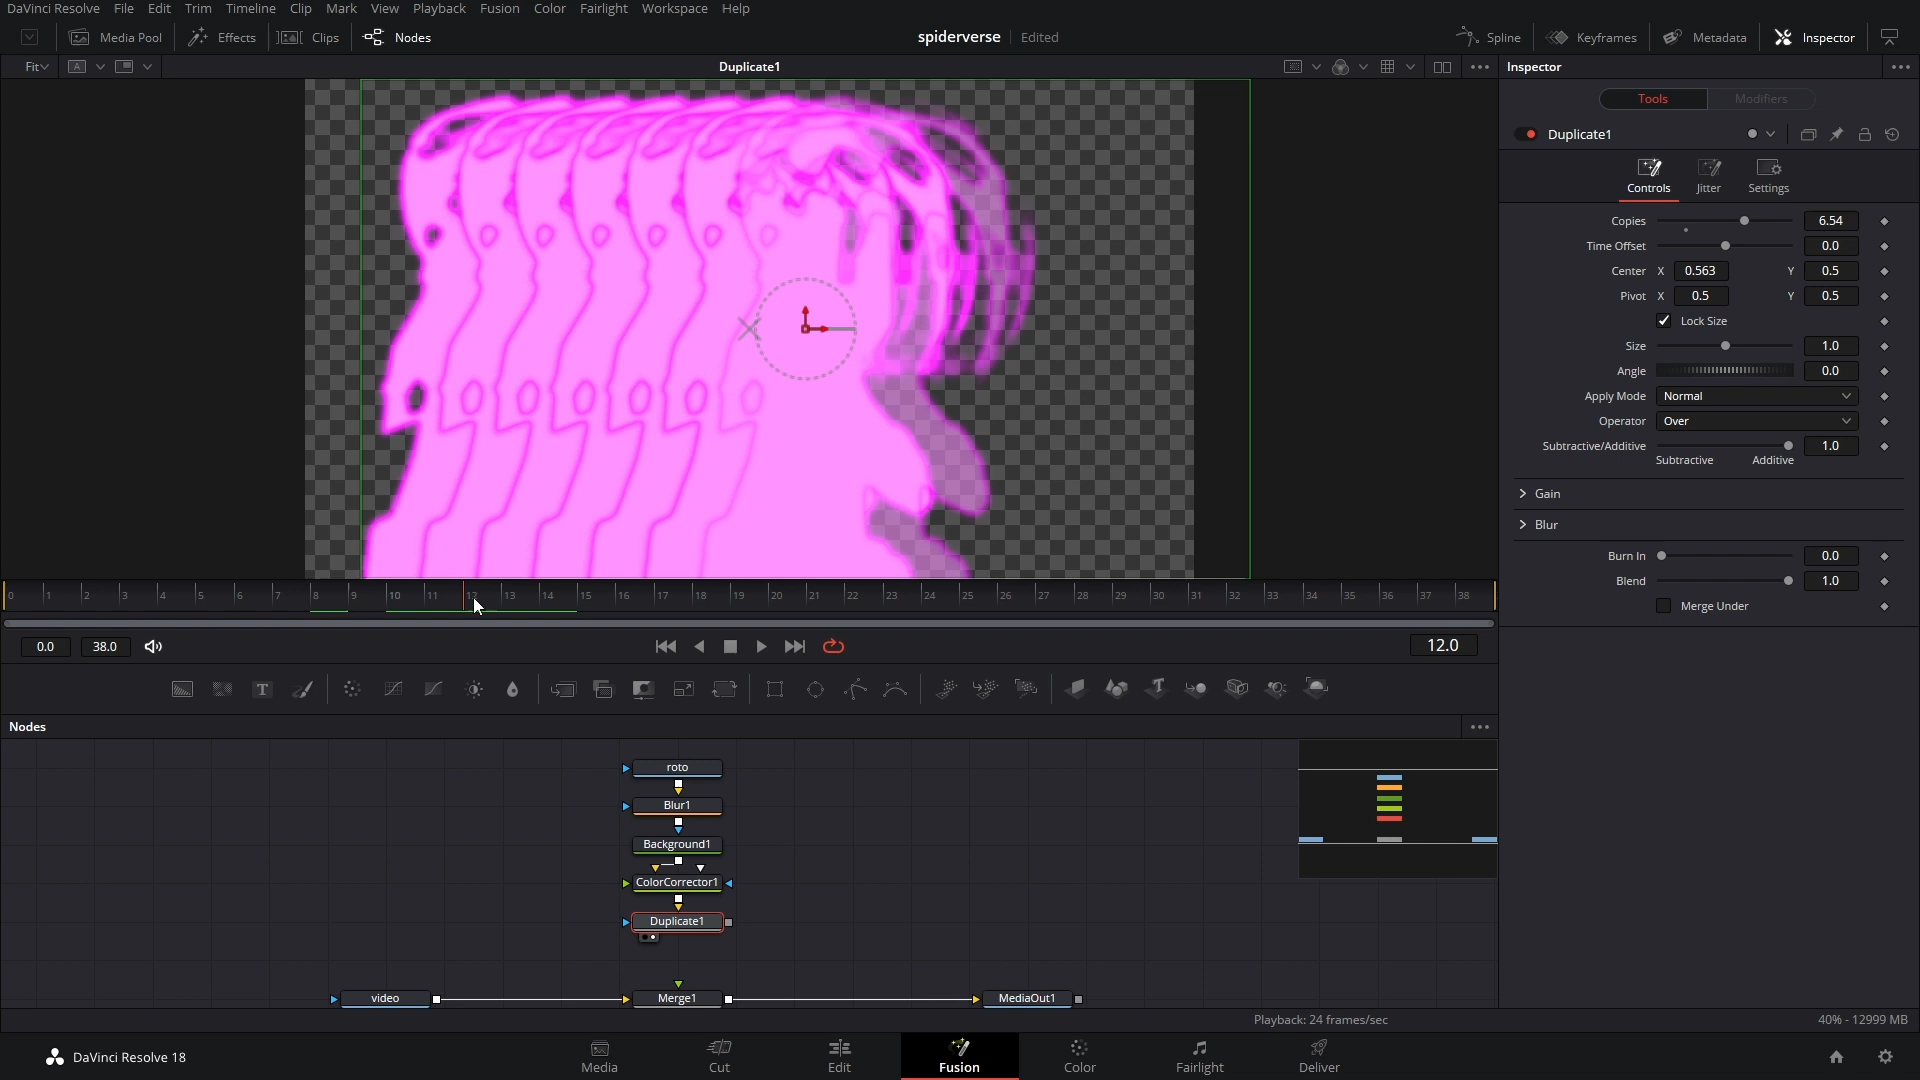 DaVinci Resolve File Edit Trim Timeline Clip Mark View Playback Fusion Color Fairlight Workspace Help
Media Pool Effects Clips Nodes spiderverse Edited Spline Keyframes Metadata Inspector
Fit A Duplicate1 Inspector
Tools Modifiers
Duplicate1
Controls Jitter Settings
Copies 6.54
Time Offset 0.0
Center X 0.563 Y 0.5
Pivot X 0.5 Y 0.5
Lock Size
Size 1.0
Angle 0.0
Apply Mode Normal
Operator Over
Subtractive/Additive 1.0
Subtractive Additive
Gain
Blur
Burn In 0.0
Blend 1.0
Merge Under
0 1 2 3 4 5 6 7 8 9 10 11 12 13 14 15 16 17 18 19 20 21 22 23 24 25 26 27 28 29 30 31 32 33 34 35 36 37 38
0.0 38.0 12.0
T T
Nodes
roto
Blur1
Background1
ColorCorrector1
Duplicate1
video Merge1 MediaOut1
Playback: 24 frames/sec 40% - 12999 MB
DaVinci Resolve 18 Media Cut Edit Fusion Color Fairlight Deliver